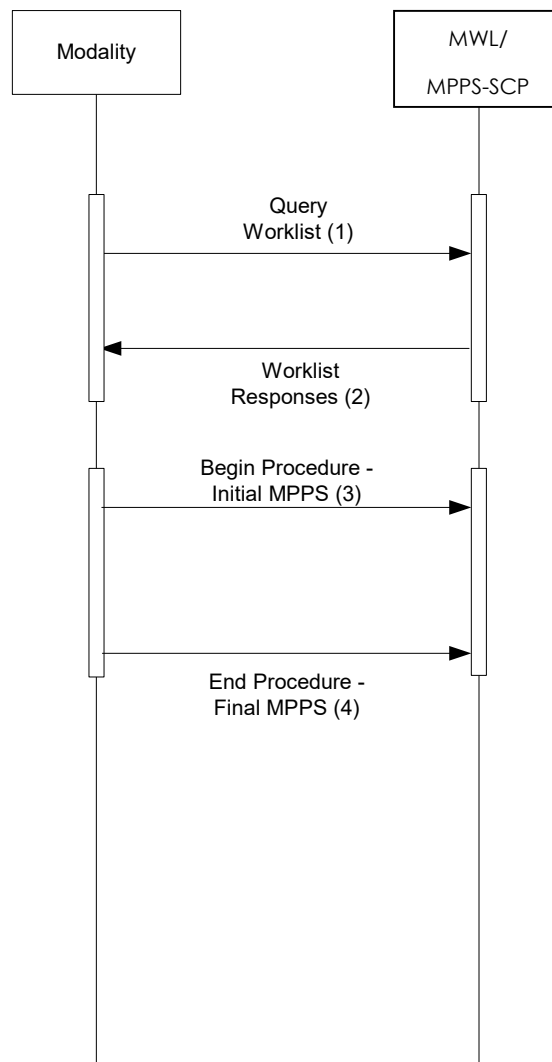 Modality
MWL/
MPPS-SCP
Query
Worklist (1)
Worklist
Responses (2)
Begin Procedure -
Initial MPPS (3)
End Procedure -
Final MPPS (4)